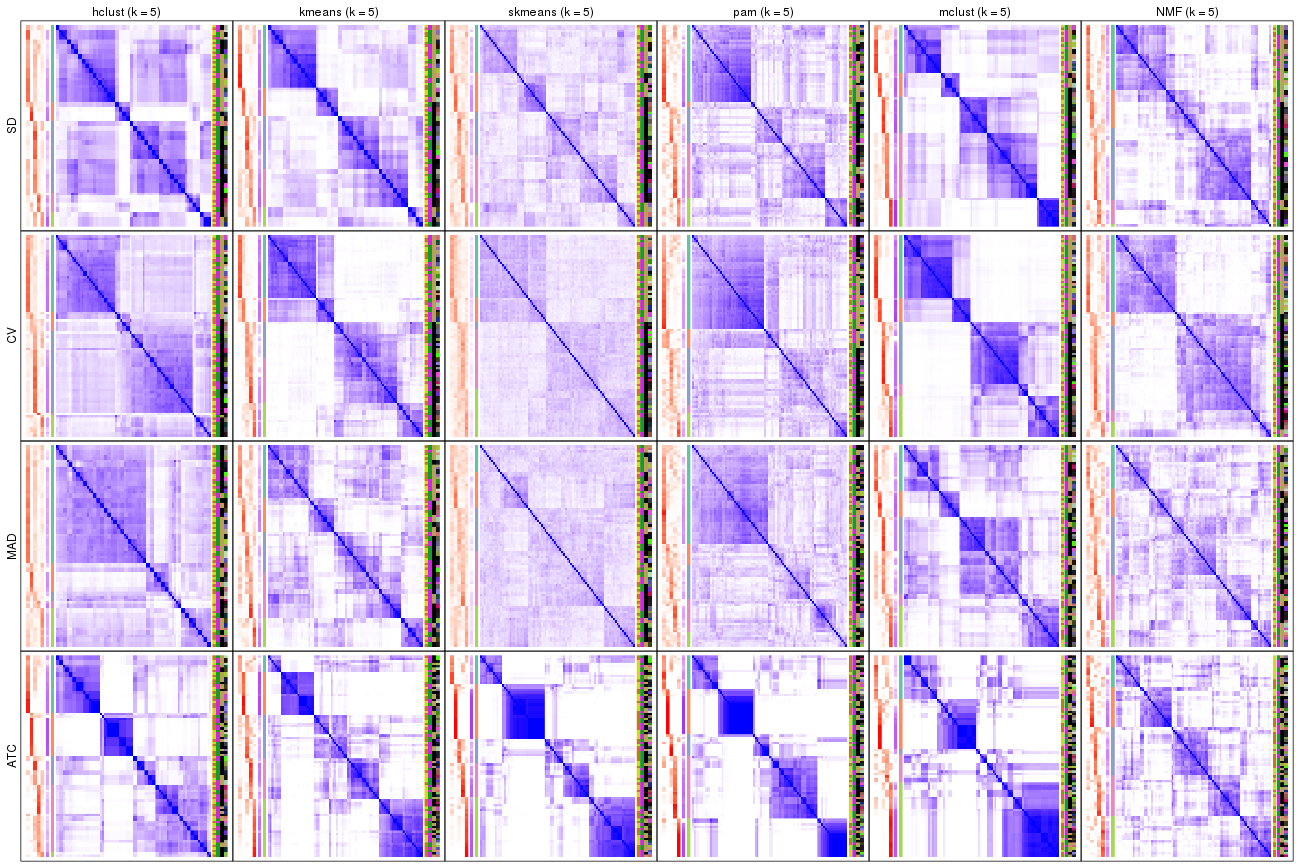 hclust (k = 5) kmeans (k = 5) skmeans (k = 5) pam (k = 5) mclust (k = 5) NMF (k = 5)
SD
CV
MAD
ATC